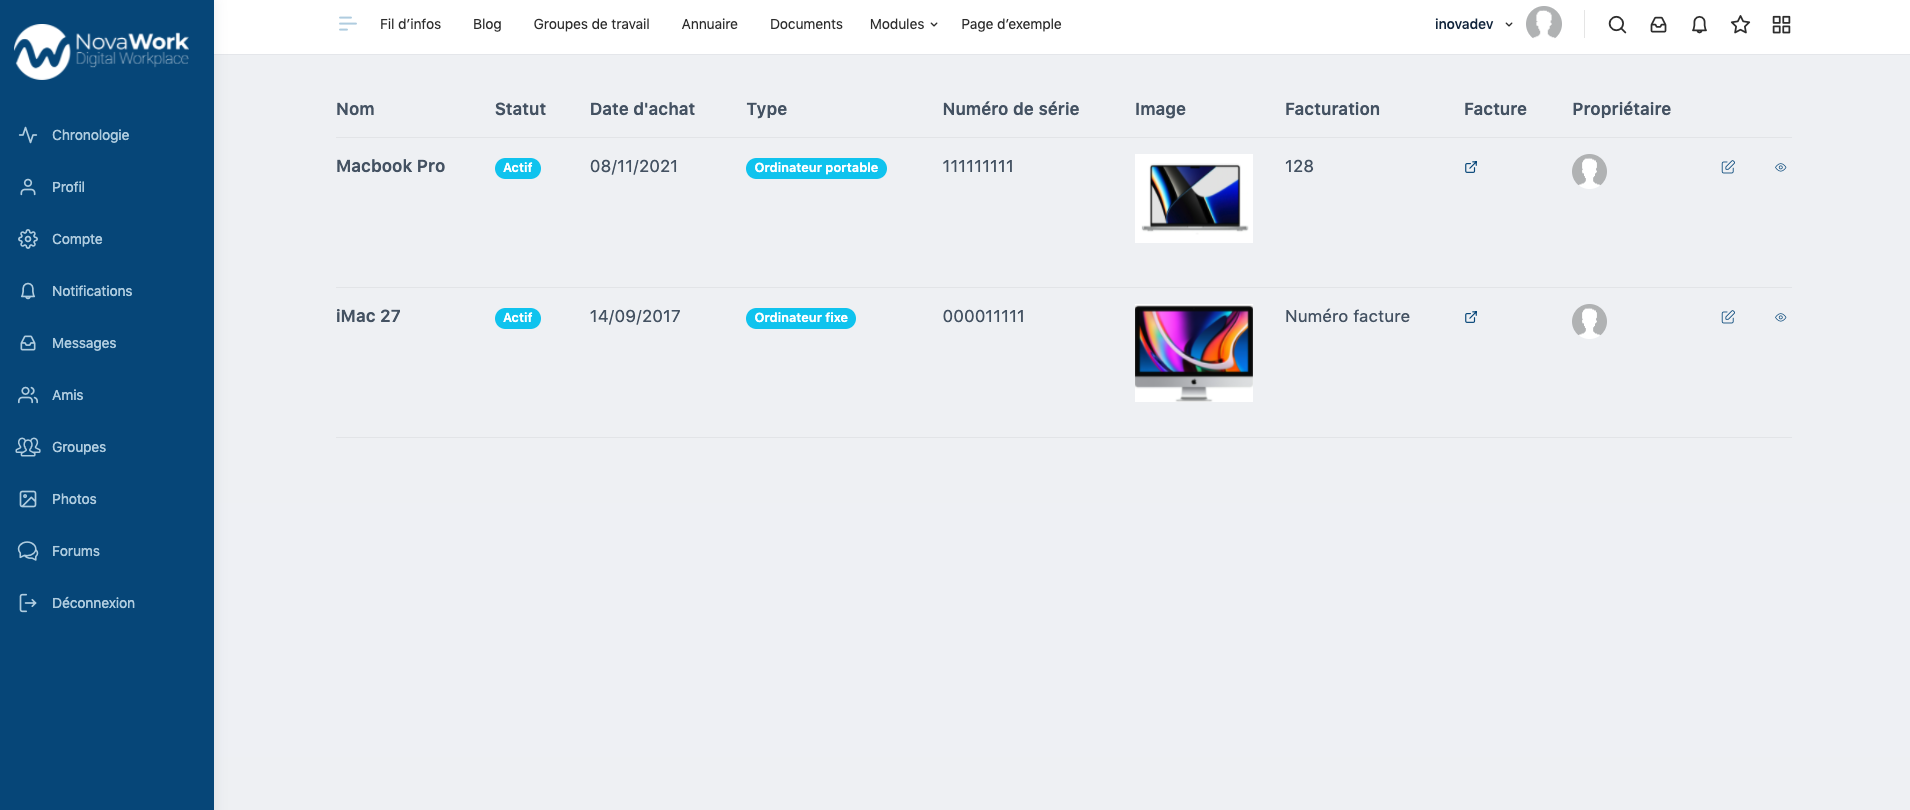 NovaWork
Digital Workplace
Fil d’infos Blog Groupes de travail Annuaire Documents Modules Page d’exemple inovadev
Chronologie
Profil
Compte
Notifications
Messages
Amis
Groupes
Photos
Forums
Déconnexion
Nom Statut Date d'achat Type Numéro de série Image Facturation Facture Propriétaire
Macbook Pro Actif 08/11/2021 Ordinateur portable 111111111 128
iMac 27 Actif 14/09/2017 Ordinateur fixe 000011111 Numéro facture